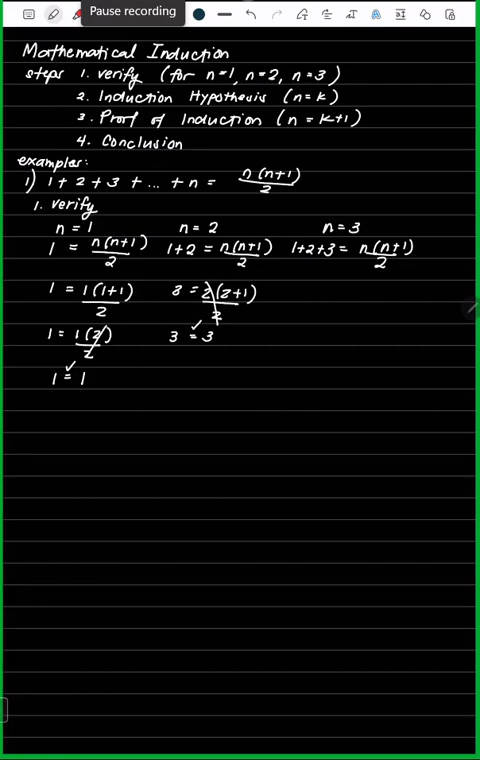 Pause recording
Mathematical Induction
steps 1. verify (for n=1, n=2, n=3)
2. Induction Hypothesis (n=k)
3. Proof of Induction (n=k+1)
4. Conclusion
examples:
1) 1+2+3+...+n = n(n+1)/2
1. verify
n=1 n=2 n=3
1 = n(n+1)/2 1+2 = n(n+1)/2 1+2+3 = n(n+1)/2
1 = 1(1+1)/2 3 = 2(2+1)/2
1 = 1(2)/2 3 = 3 ✓
1 = 1 ✓